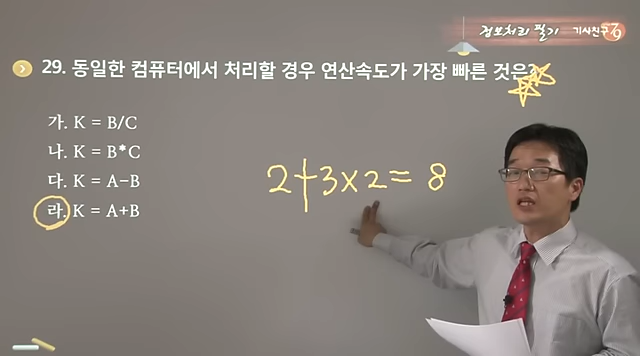 정보처리 필기 기사친구
29. 동일한 컴퓨터에서 처리할 경우 연산속도가 가장 빠른 것은?
가. K = B/C
나. K = B*C
다. K = A−B
라. K = A+B
2+3×2= 8